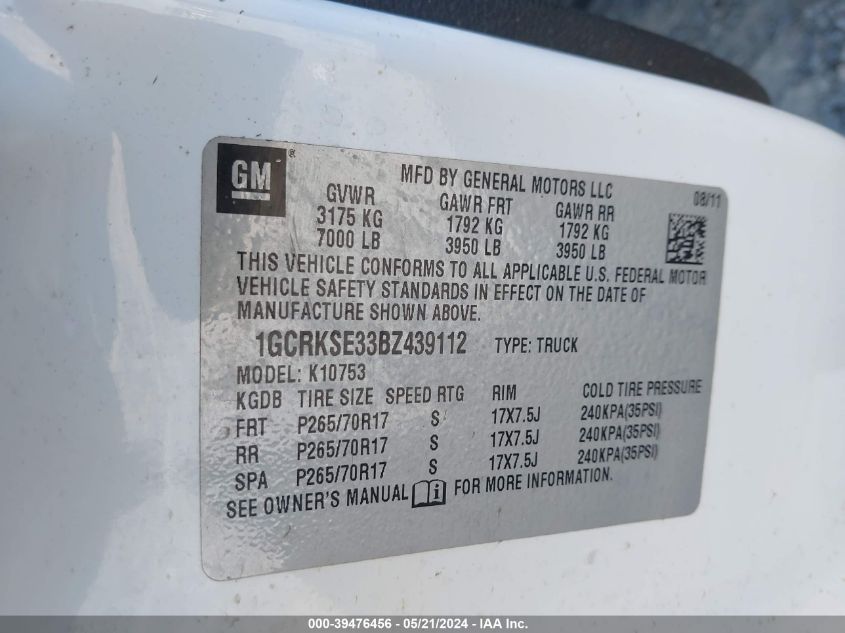 GM®
MFD BY GENERAL MOTORS LLC
08/11
GVWR GAWR FRT GAWR RR
3175 KG 1792 KG 1792 KG
7000 LB 3950 LB 3950 LB
THIS VEHICLE CONFORMS TO ALL APPLICABLE U.S. FEDERAL MOTOR
VEHICLE SAFETY STANDARDS IN EFFECT ON THE DATE OF
MANUFACTURE SHOWN ABOVE.
1GCRKSE33BZ439112 TYPE: TRUCK
MODEL: K10753
KGDB TIRE SIZE SPEED RTG RIM COLD TIRE PRESSURE
FRT P265/70R17 S 17X7.5J 240KPA(35PSI)
RR P265/70R17 S 17X7.5J 240KPA(35PSI)
SPA P265/70R17 S 17X7.5J 240KPA(35PSI)
SEE OWNER'S MANUAL i FOR MORE INFORMATION.
000-39476456 - 05/21/2024 - IAA Inc.